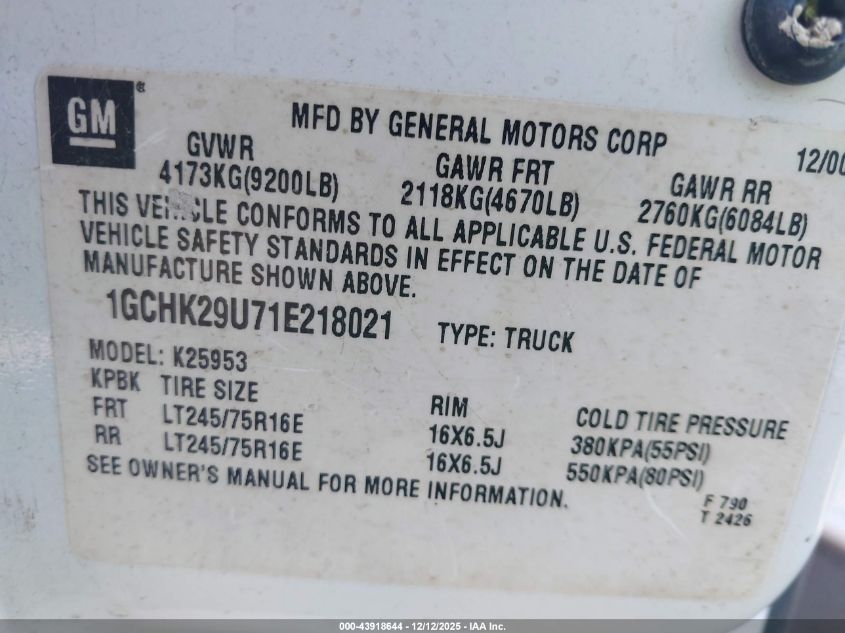 GM ®
MFD BY GENERAL MOTORS CORP
12/00
GVWR GAWR FRT GAWR RR
4173KG(9200LB) 2118KG(4670LB) 2760KG(6084LB)
THIS VEHICLE CONFORMS TO ALL APPLICABLE U.S. FEDERAL MOTOR
VEHICLE SAFETY STANDARDS IN EFFECT ON THE DATE OF
MANUFACTURE SHOWN ABOVE.
1GCHK29U71E218021 TYPE: TRUCK
MODEL: K25953
KPBK TIRE SIZE RIM COLD TIRE PRESSURE
FRT LT245/75R16E 16X6.5J 380KPA(55PSI)
RR LT245/75R16E 16X6.5J 550KPA(80PSI)
SEE OWNER'S MANUAL FOR MORE INFORMATION.
F 790
T 2426
000-43918644 - 12/12/2025 - IAA Inc.